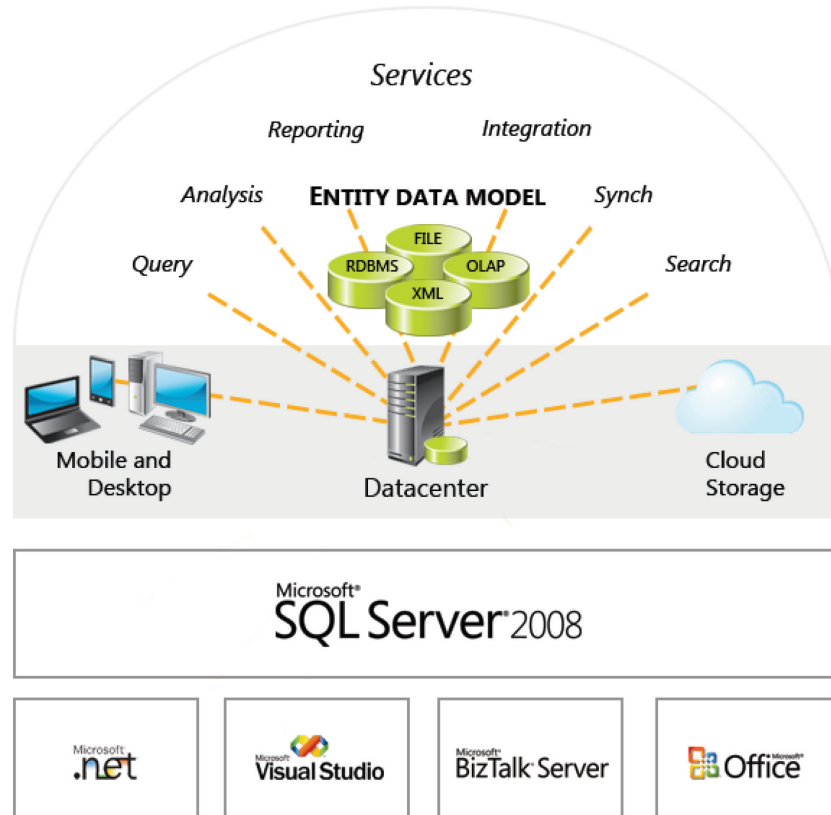 Services
Reporting
Integration
Analysis
ENTITY DATA MODEL
Synch
Query
FILE
RDBMS
OLAP
XML
Search
Mobile and
Desktop
Datacenter
Cloud
Storage
Microsoft®
SQL Server® 2008
Microsoft®
.net
Microsoft®
Visual Studio
Microsoft®
BizTalk® Server
Microsoft®
Office